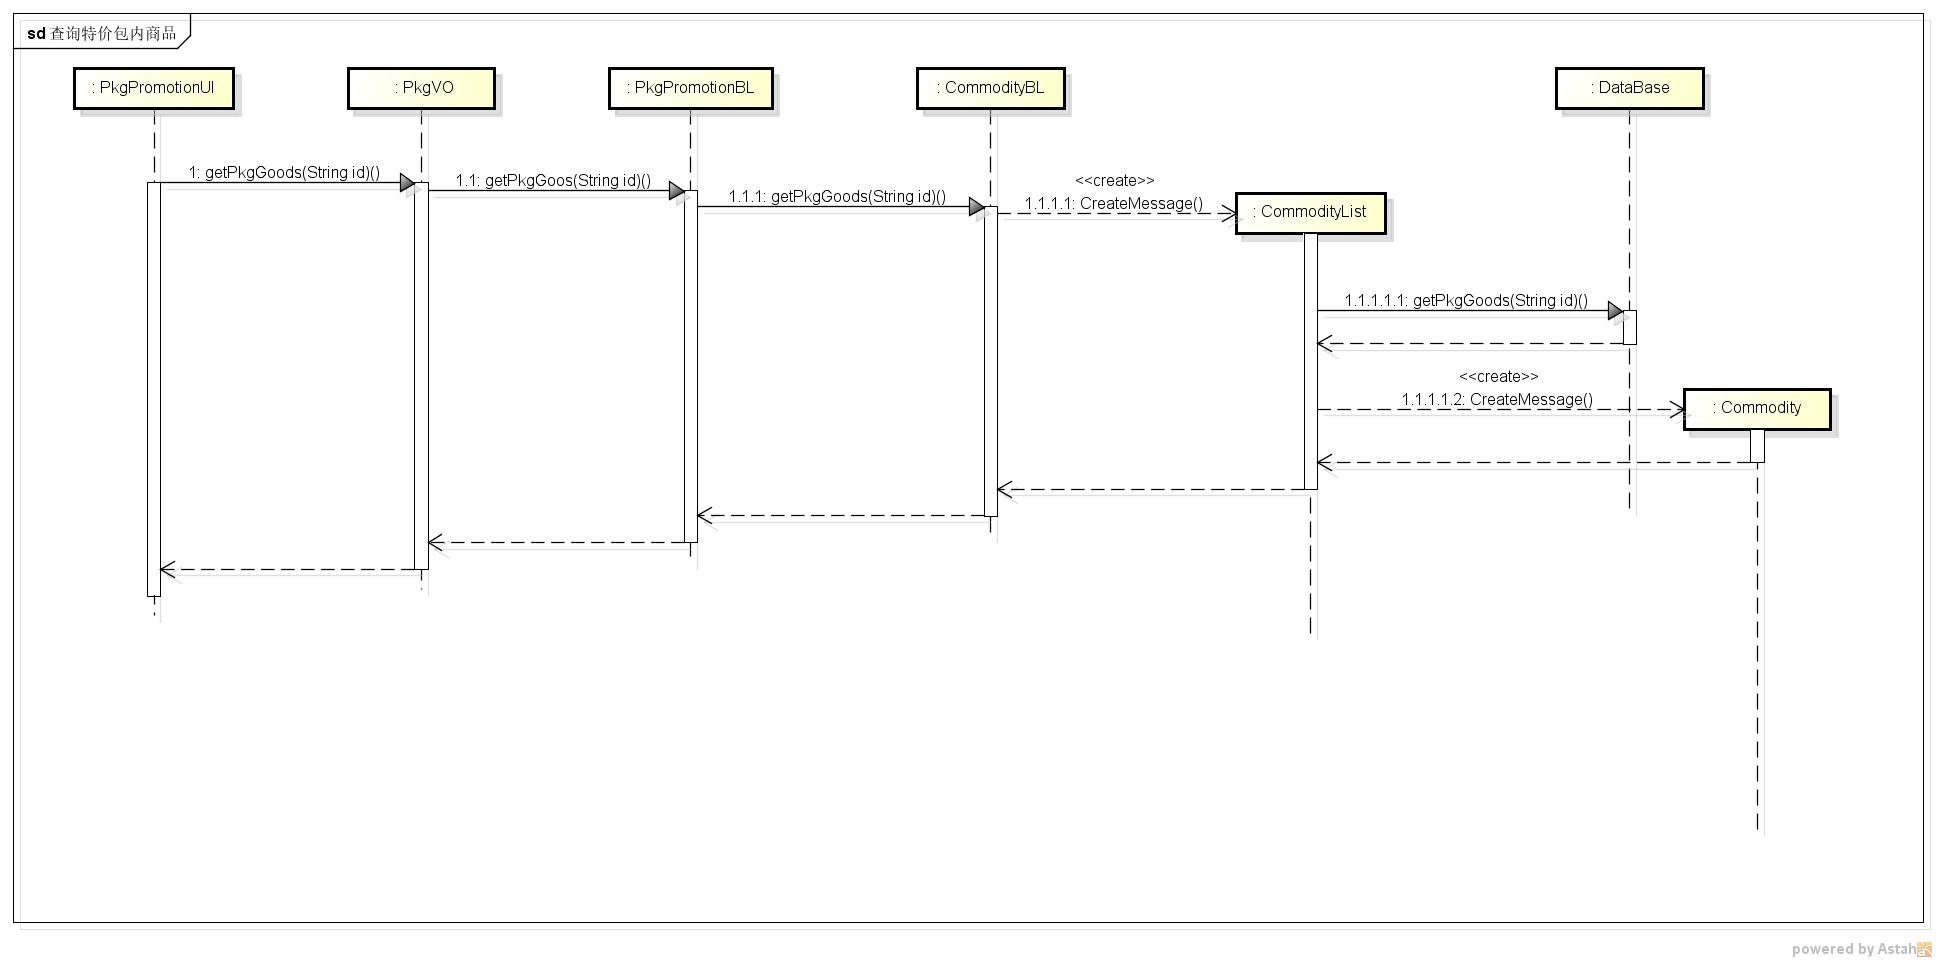 sd 查询特价包内商品
: PkgPromotionUI
: PkgVO
: PkgPromotionBL
: CommodityBL
: DataBase
1: getPkgGoods(String id)()
1.1: getPkgGoos(String id)()
1.1.1: getPkgGoods(String id)()
<<create>>
1.1.1.1: CreateMessage()
: CommodityList
1.1.1.1.1: getPkgGoods(String id)()
<<create>>
1.1.1.1.2: CreateMessage()
: Commodity
powered by Astah